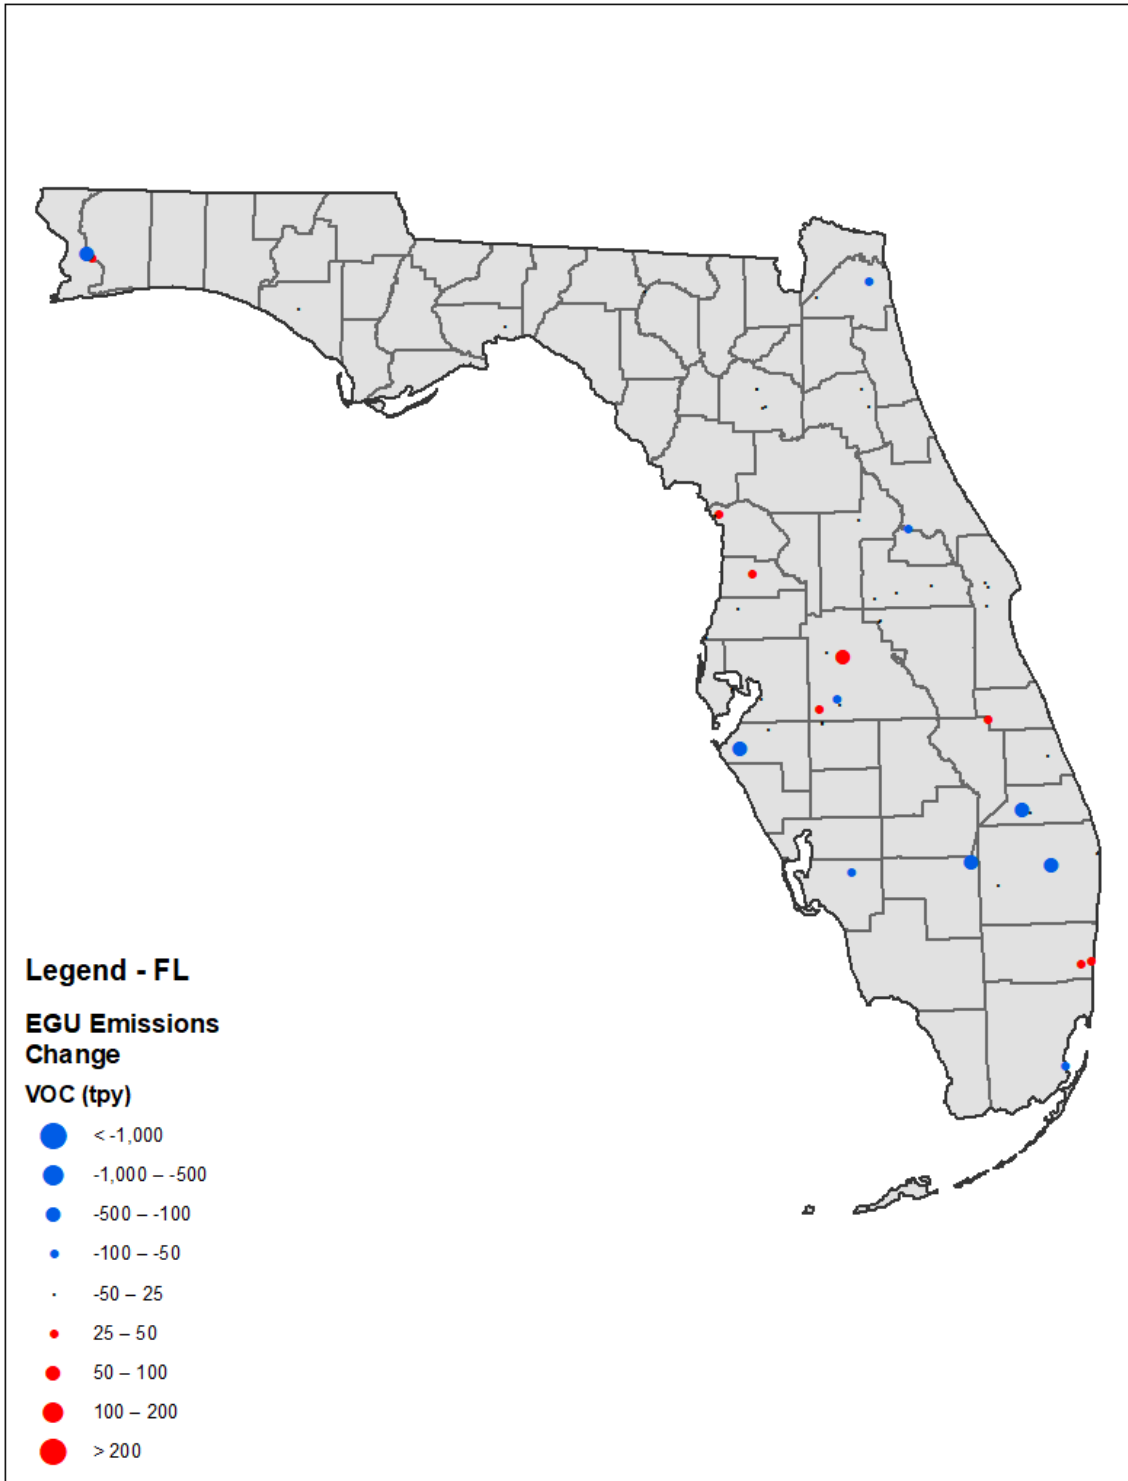 Legend - FL
EGU Emissions
Change
VOC (tpy)
< -1,000
-1,000 – -500
-500 – -100
-100 – -50
-50 – 25
25 – 50
50 – 100
100 – 200
> 200